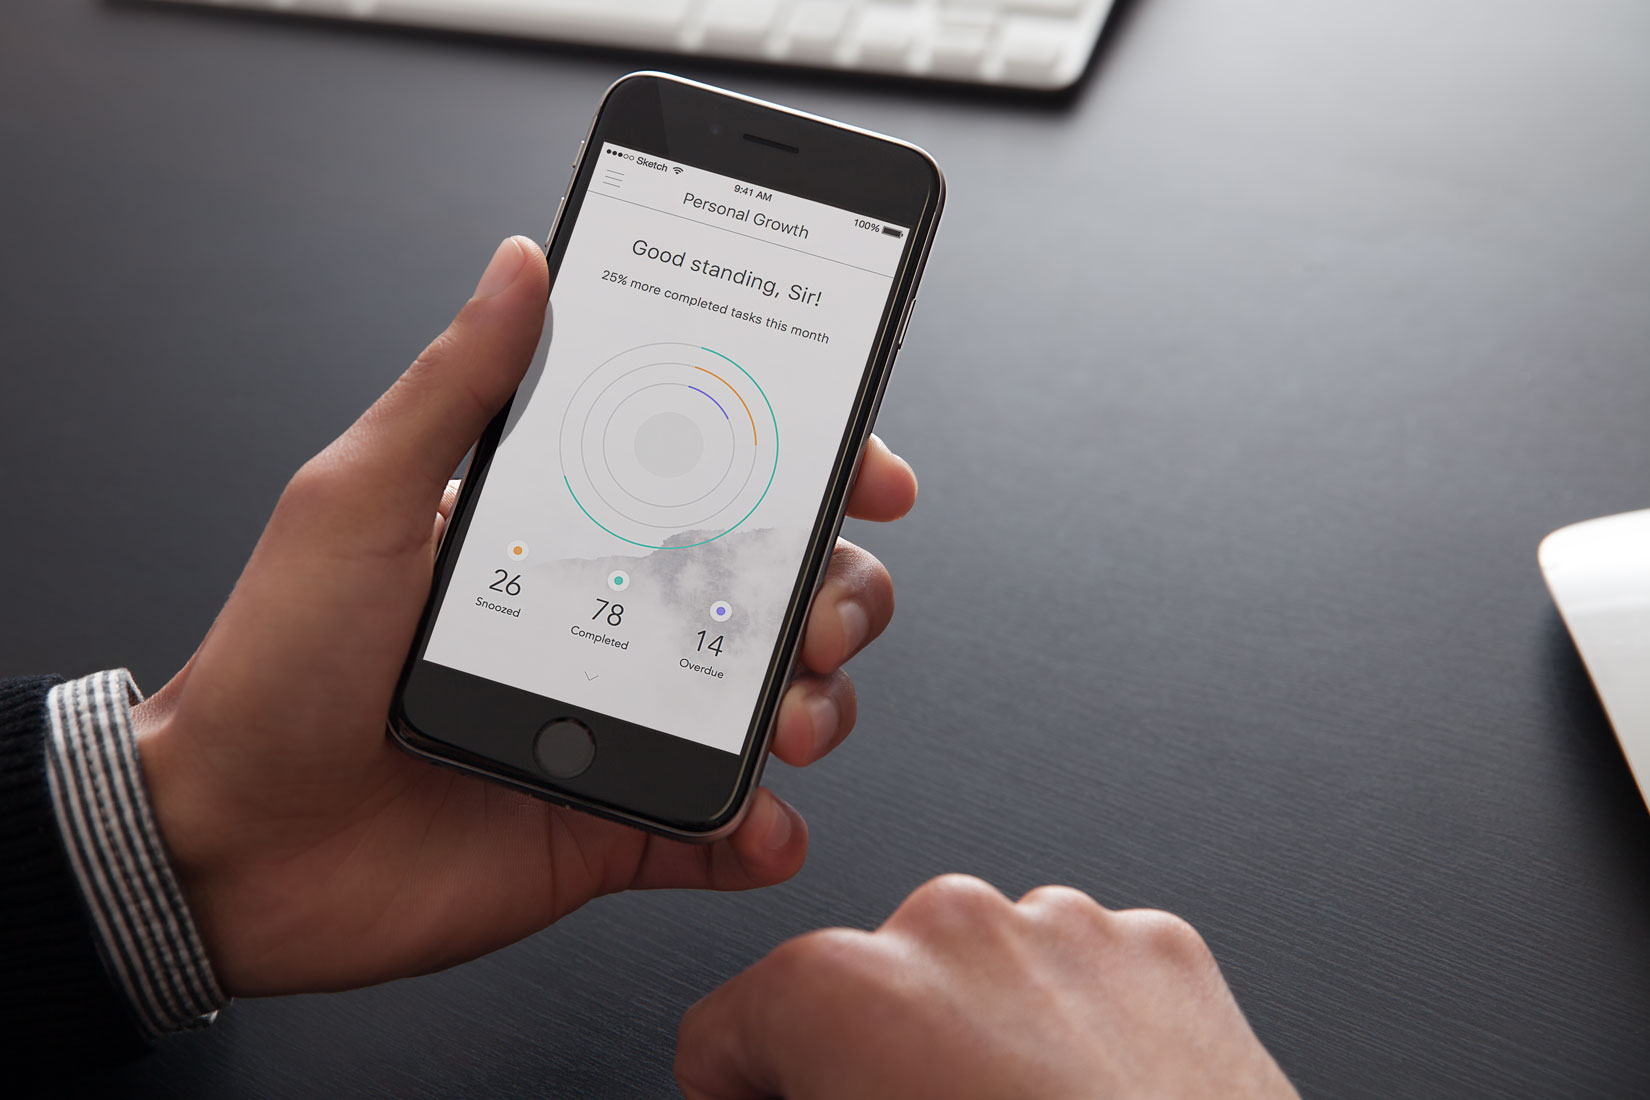 Sketch
9:41 AM
100%
Personal Growth
Good standing, Sir!
25% more completed tasks this month
26
Snoozed
78
Completed
14
Overdue